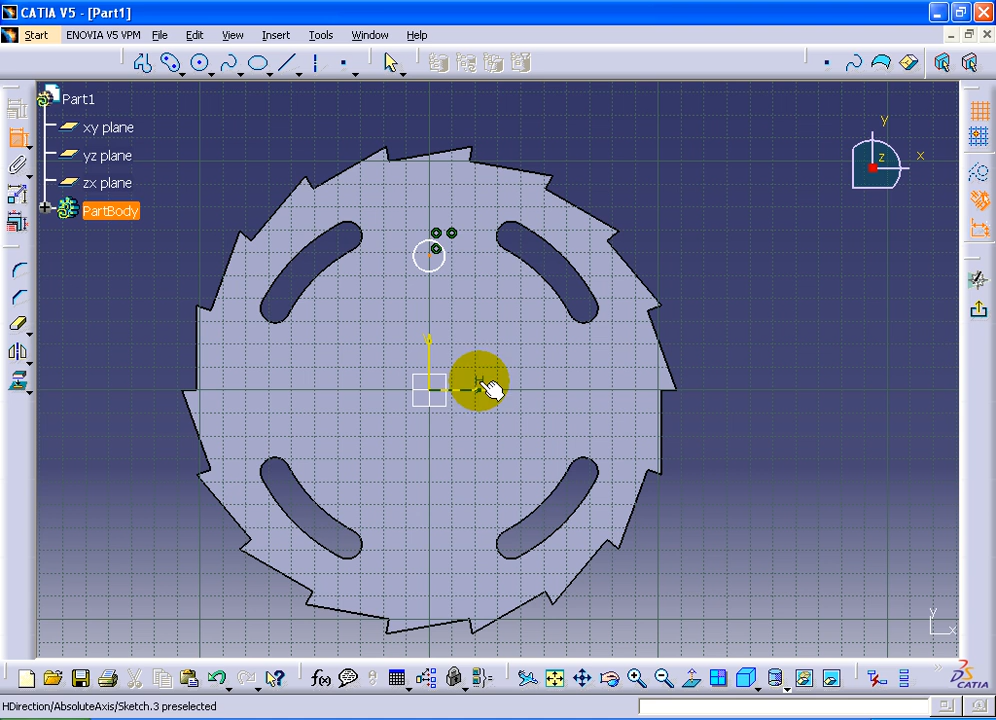 CATIA V5 - [Part1]
Start ENOVIA V5 VPM File Edit View Insert Tools Window Help
Part1
xy plane
yz plane
zx plane
PartBody
y
z x
V
H
y
x
f(x)
CATIA
HDirection/AbsoluteAxis/Sketch.3 preselected